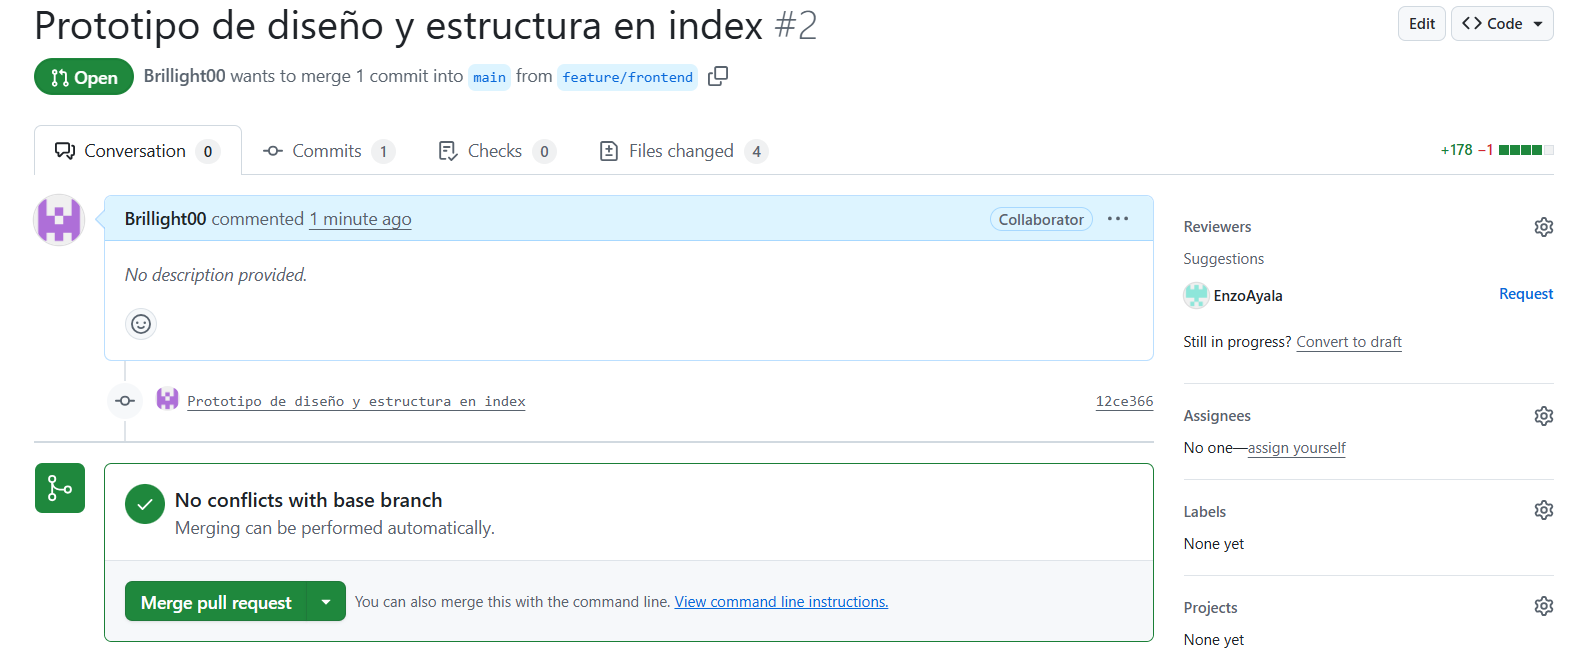 Prototipo de diseño y estructura en index #2
Edit
Code
Open
Brillight00 wants to merge 1 commit into main from feature/frontend
Conversation 0
Commits 1
Checks 0
Files changed 4
+178 −1
Brillight00 commented 1 minute ago
Collaborator
No description provided.
Prototipo de diseño y estructura en index
12ce366
No conflicts with base branch
Merging can be performed automatically.
Merge pull request
You can also merge this with the command line. View command line instructions.
Reviewers
Suggestions
EnzoAyala
Request
Still in progress? Convert to draft
Assignees
No one—assign yourself
Labels
None yet
Projects
None yet